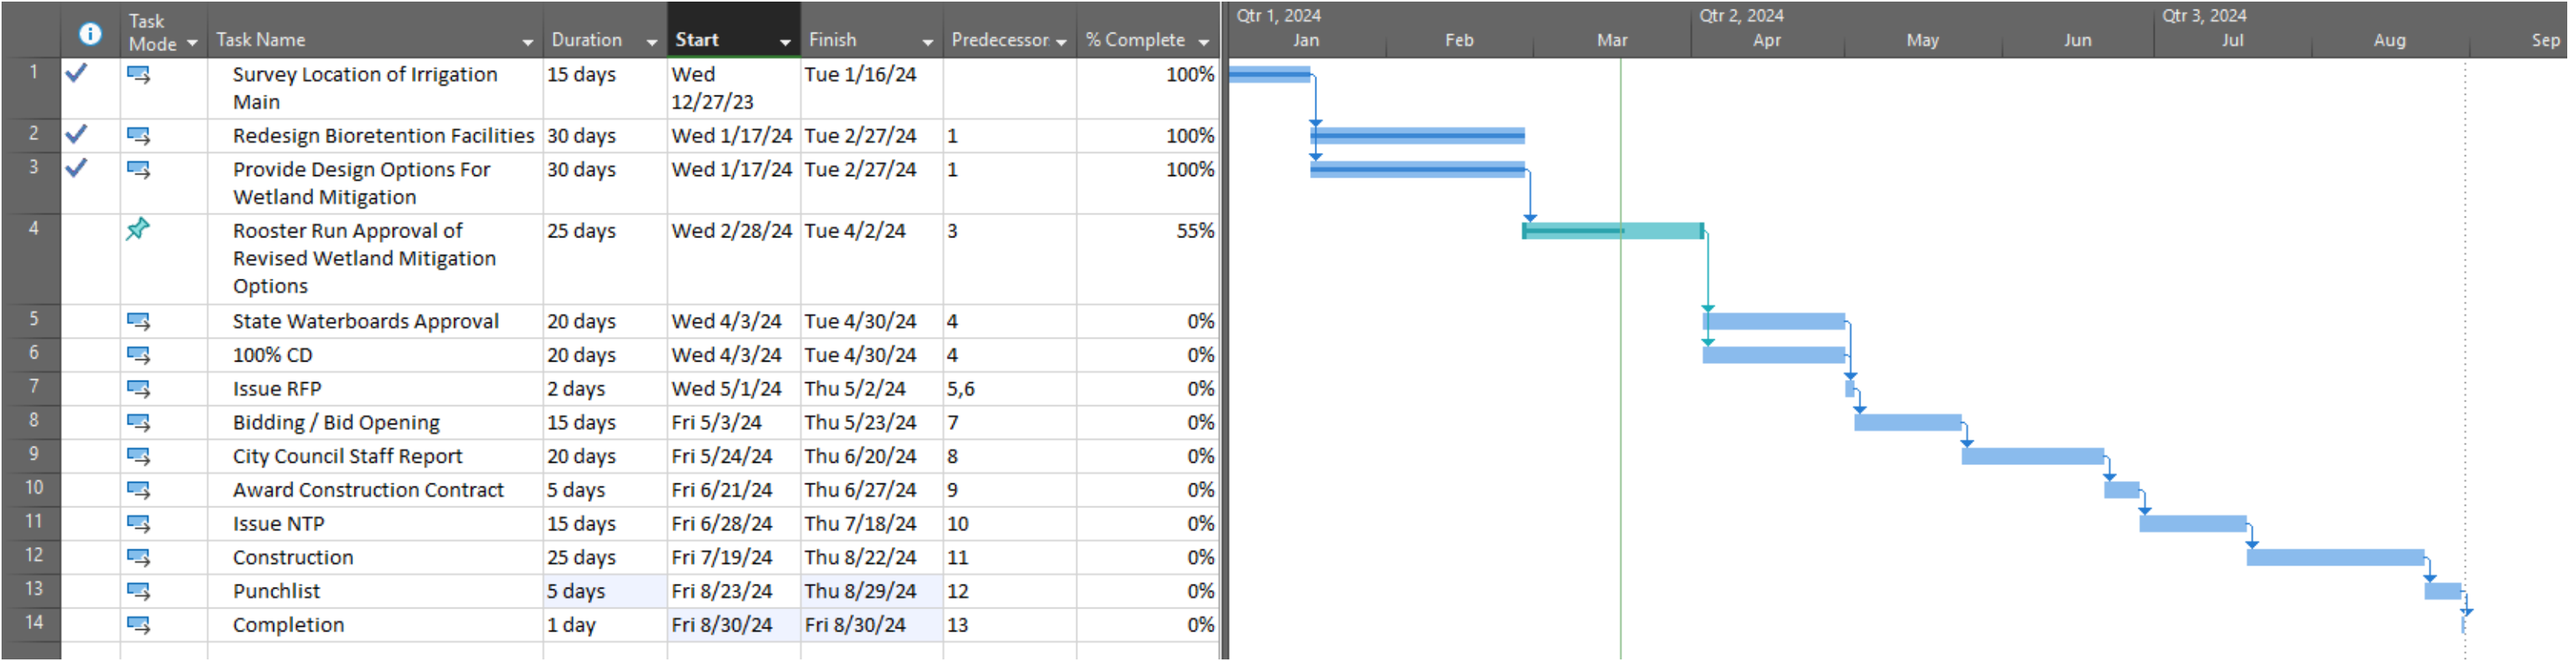 Qtr 1, 2024 Qtr 2, 2024 Qtr 3, 2024
Task Mode Task Name Duration Start Finish Predecessor % Complete Jan Feb Mar Apr May Jun Jul Aug Sep
1 Survey Location of Irrigation 15 days Wed Tue 1/16/24 100%
Main 12/27/23
2 Redesign Bioretention Facilities 30 days Wed 1/17/24 Tue 2/27/24 1 100%
3 Provide Design Options For 30 days Wed 1/17/24 Tue 2/27/24 1 100%
Wetland Mitigation
4 Rooster Run Approval of 25 days Wed 2/28/24 Tue 4/2/24 3 55%
Revised Wetland Mitigation
Options
5 State Waterboards Approval 20 days Wed 4/3/24 Tue 4/30/24 4 0%
6 100% CD 20 days Wed 4/3/24 Tue 4/30/24 4 0%
7 Issue RFP 2 days Wed 5/1/24 Thu 5/2/24 5,6 0%
8 Bidding / Bid Opening 15 days Fri 5/3/24 Thu 5/23/24 7 0%
9 City Council Staff Report 20 days Fri 5/24/24 Thu 6/20/24 8 0%
10 Award Construction Contract 5 days Fri 6/21/24 Thu 6/27/24 9 0%
11 Issue NTP 15 days Fri 6/28/24 Thu 7/18/24 10 0%
12 Construction 25 days Fri 7/19/24 Thu 8/22/24 11 0%
13 Punchlist 5 days Fri 8/23/24 Thu 8/29/24 12 0%
14 Completion 1 day Fri 8/30/24 Fri 8/30/24 13 0%